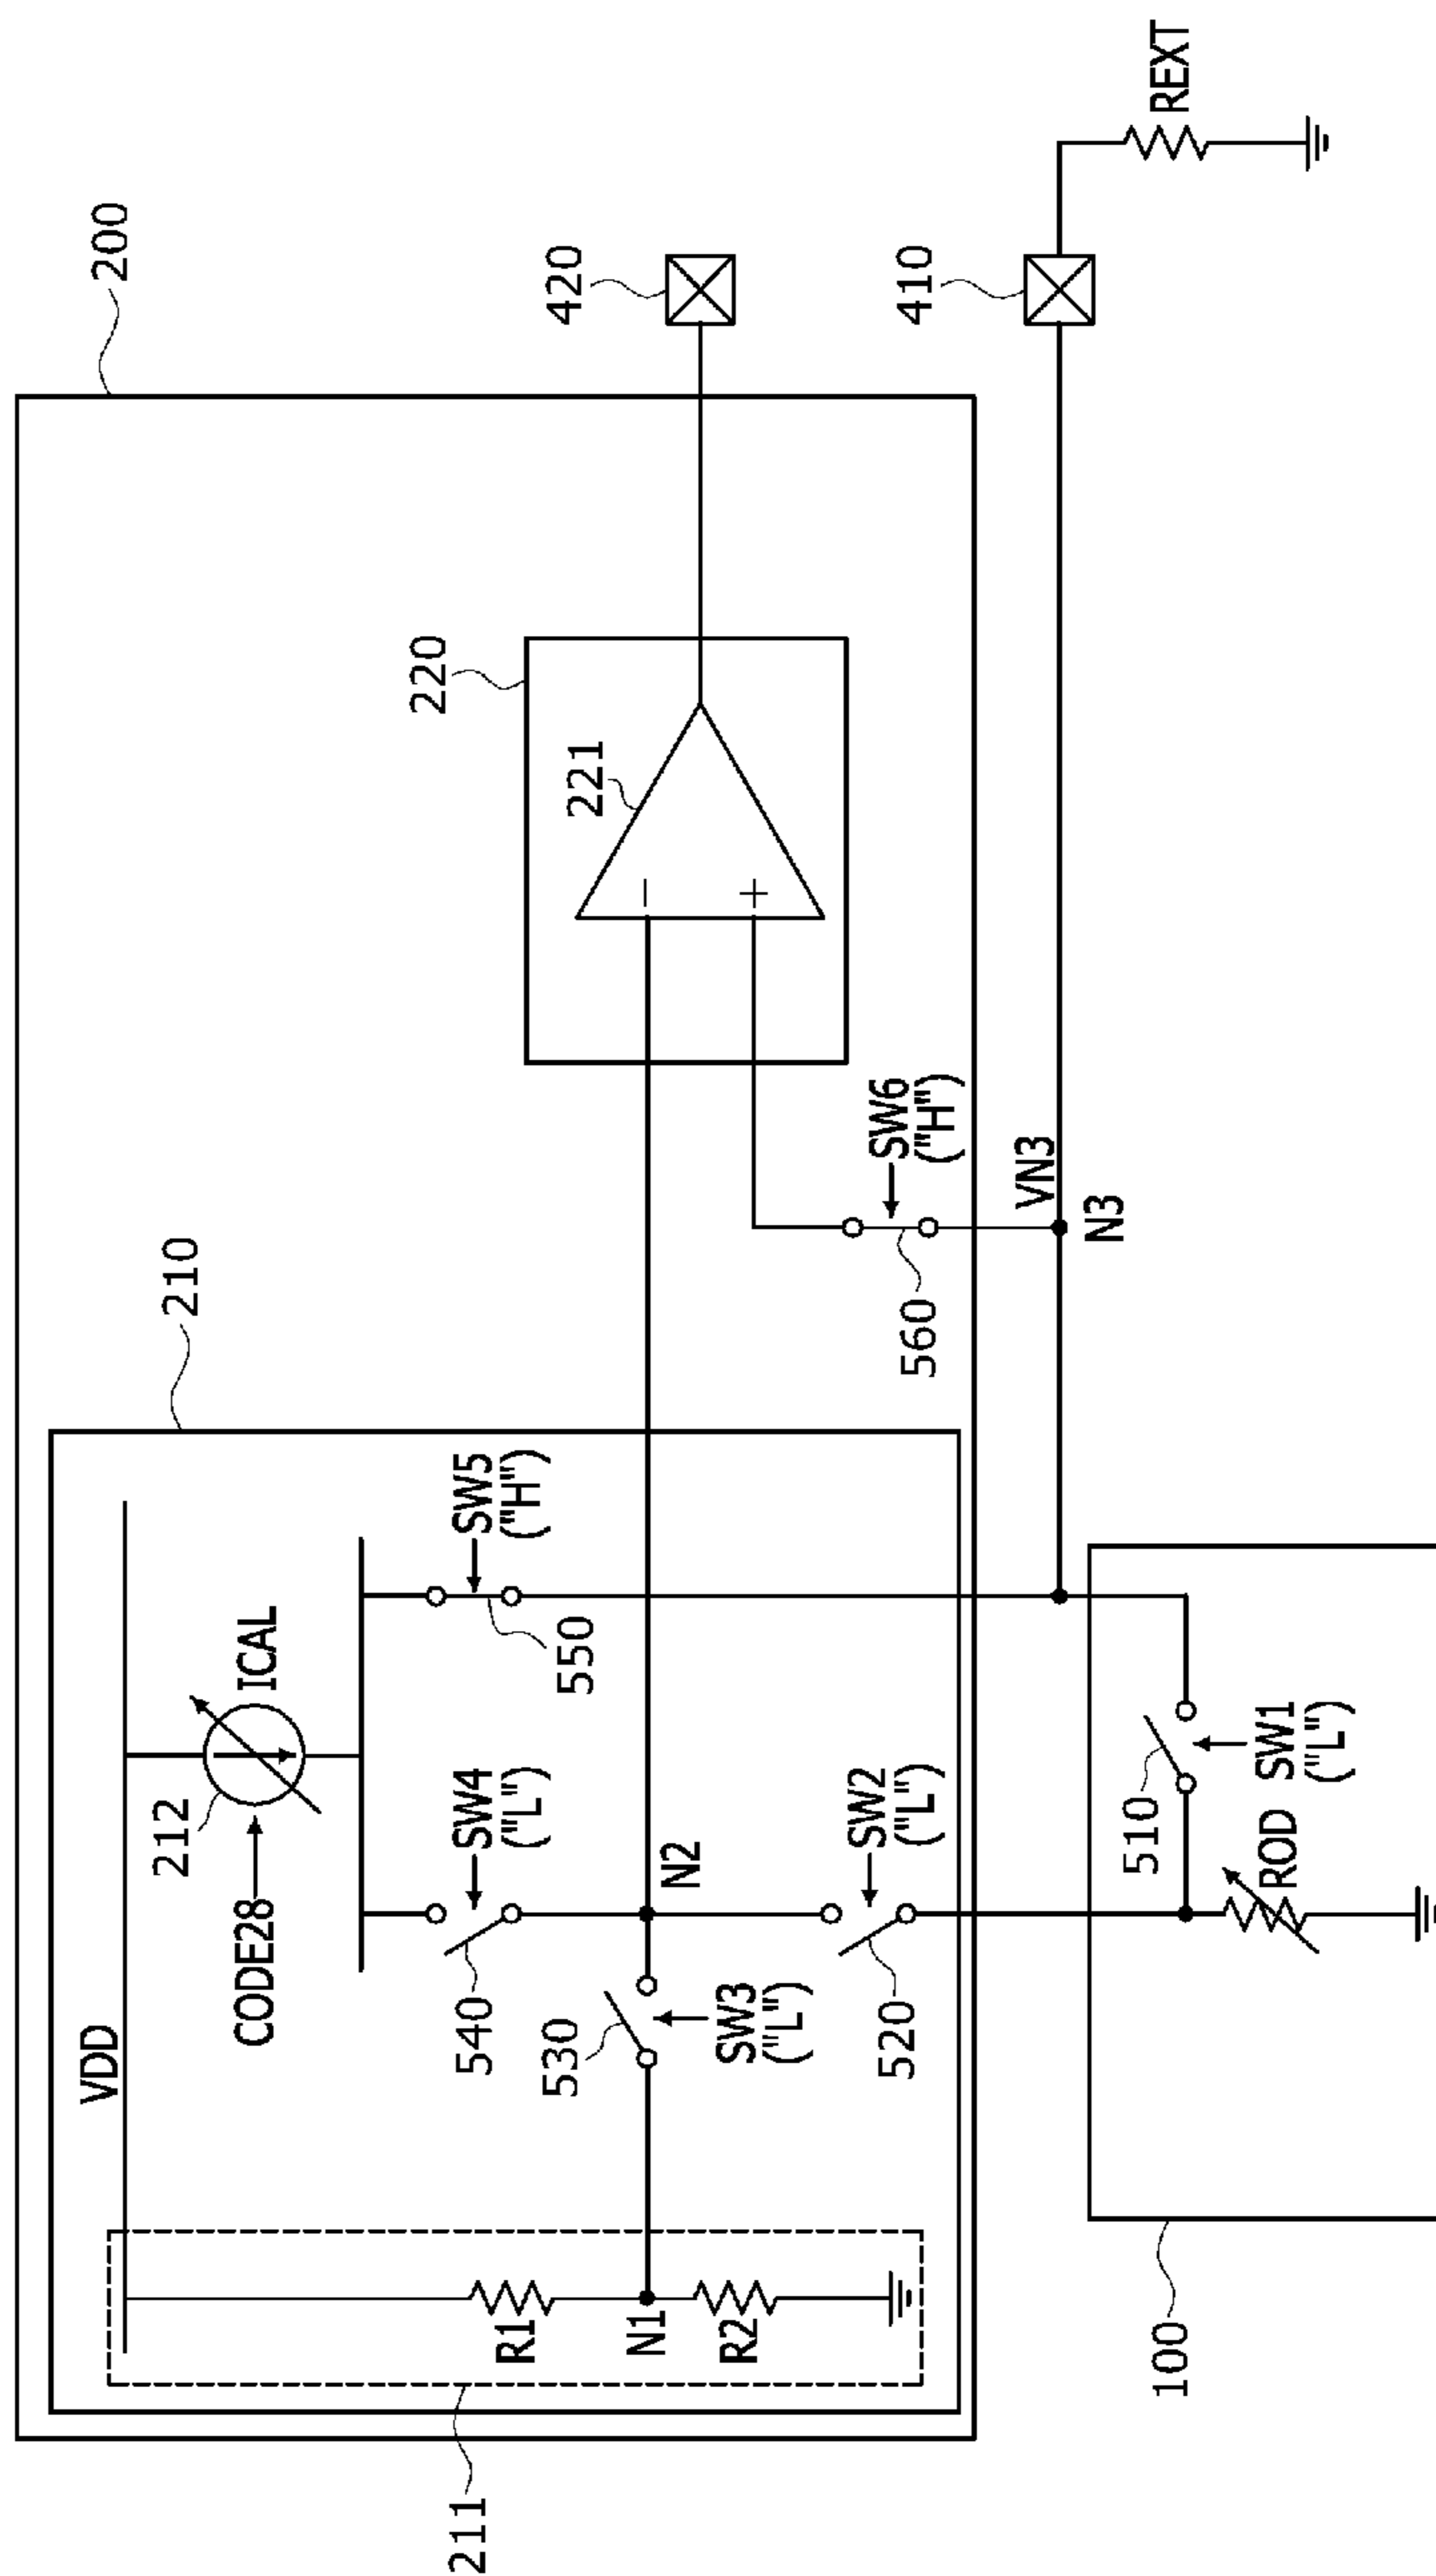 200
210
VDD
212
ICAL
CODE28
SW4
("L")
SW5
("H")
540
550
220
221
−
+
420
530
N2
SW3
("L")
SW2
("L")
520
R1
N1
R2
SW6
("H")
560
VN3
N3
410
REXT
211
100
510
SW1
("L")
ROD